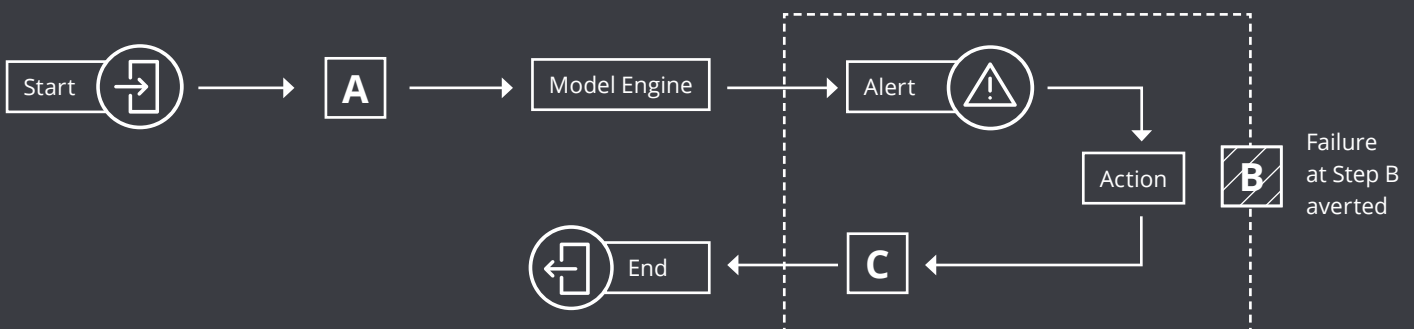 Start
A
Model Engine
Alert
Action
B
Failure
at Step B
averted
C
End